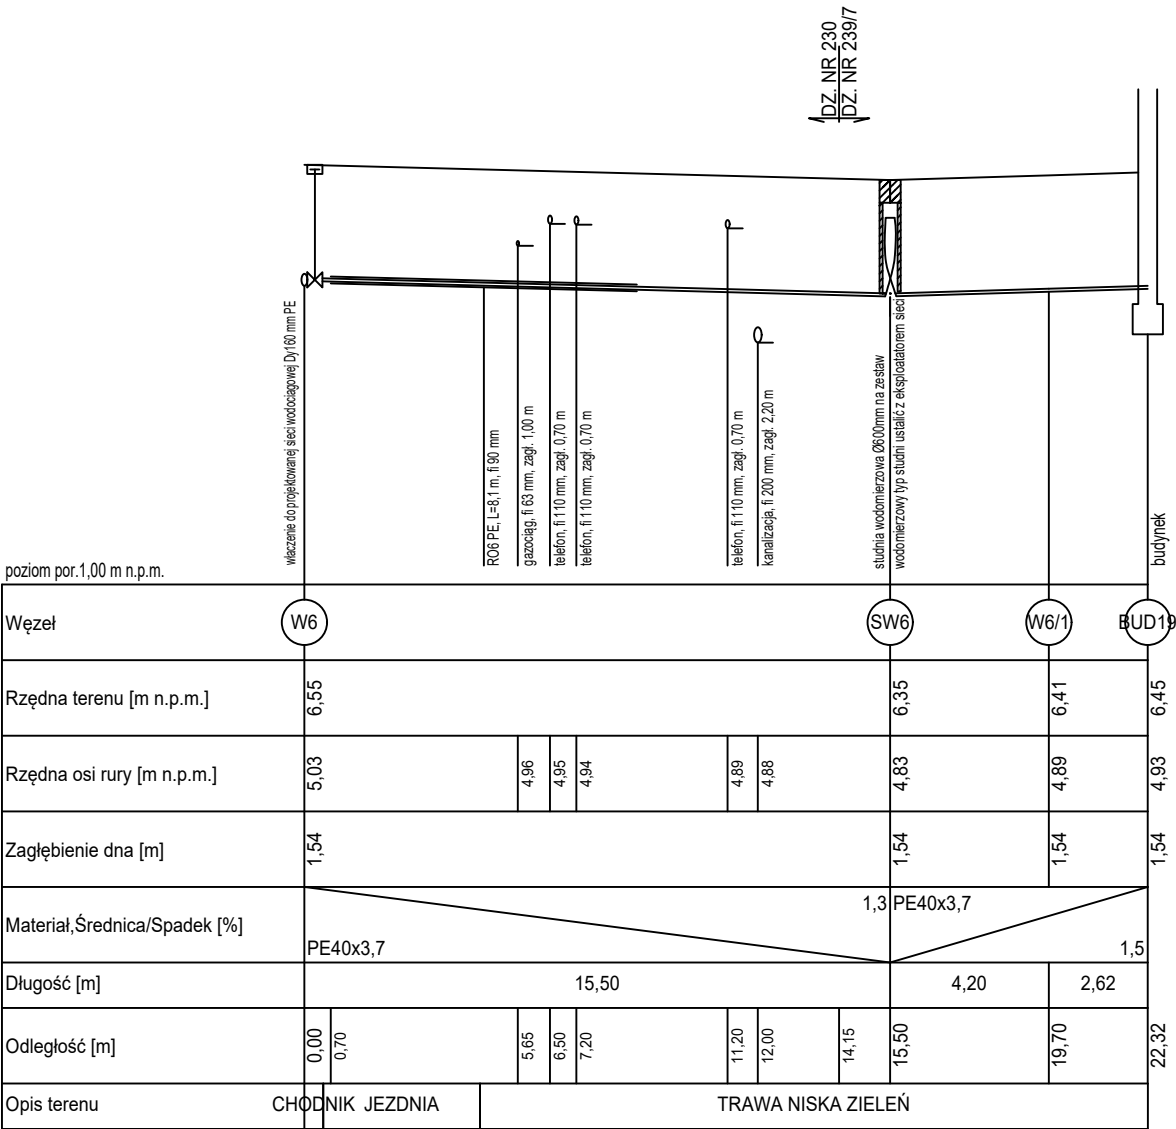 DZ. NR 230
DZ. NR 239/7
włączenie do projektowanej sieci wodociągowej Dy160 mm PE
RO6 PE, L=8,1 m, fi 90 mm
gazociąg, fi 63 mm, zagł. 1,00 m
telefon, fi 110 mm, zagł. 0,70 m
telefon, fi 110 mm, zagł. 0,70 m
telefon, fi 110 mm, zagł. 0,70 m
kanalizacja, fi 200 mm, zagł. 2,20 m
studnia wodomierzowa Ø600mm na zestaw
wodomierzowy typ studni ustalić z eksploatatorem sieci
budynek
poziom por.1,00 m n.p.m.
Węzeł W6 SW6 W6/1 BUD19
Rzędna terenu [m n.p.m.] 6,55 6,35 6,41 6,45
Rzędna osi rury [m n.p.m.] 5,03 4,96 4,95 4,94 4,89 4,88 4,83 4,89 4,93
Zagłębienie dna [m] 1,54 1,54 1,54 1,54
Materiał,Średnica/Spadek [%] PE40x3,7 1,3 PE40x3,7 1,5
Długość [m] 15,50 4,20 2,62
Odległość [m] 0,00 0,70 5,65 6,50 7,20 11,20 12,00 14,15 15,50 19,70 22,32
Opis terenu CHODNIK JEZDNIA TRAWA NISKA ZIELEŃ